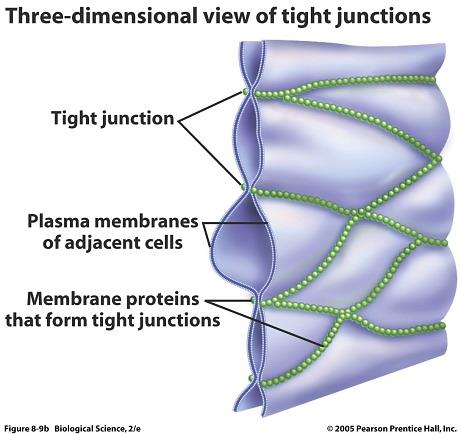 Three-dimensional view of tight junctions
Tight junction
Plasma membranes
of adjacent cells
Membrane proteins
that form tight junctions
Figure 8-9b Biological Science, 2/e
© 2005 Pearson Prentice Hall, Inc.